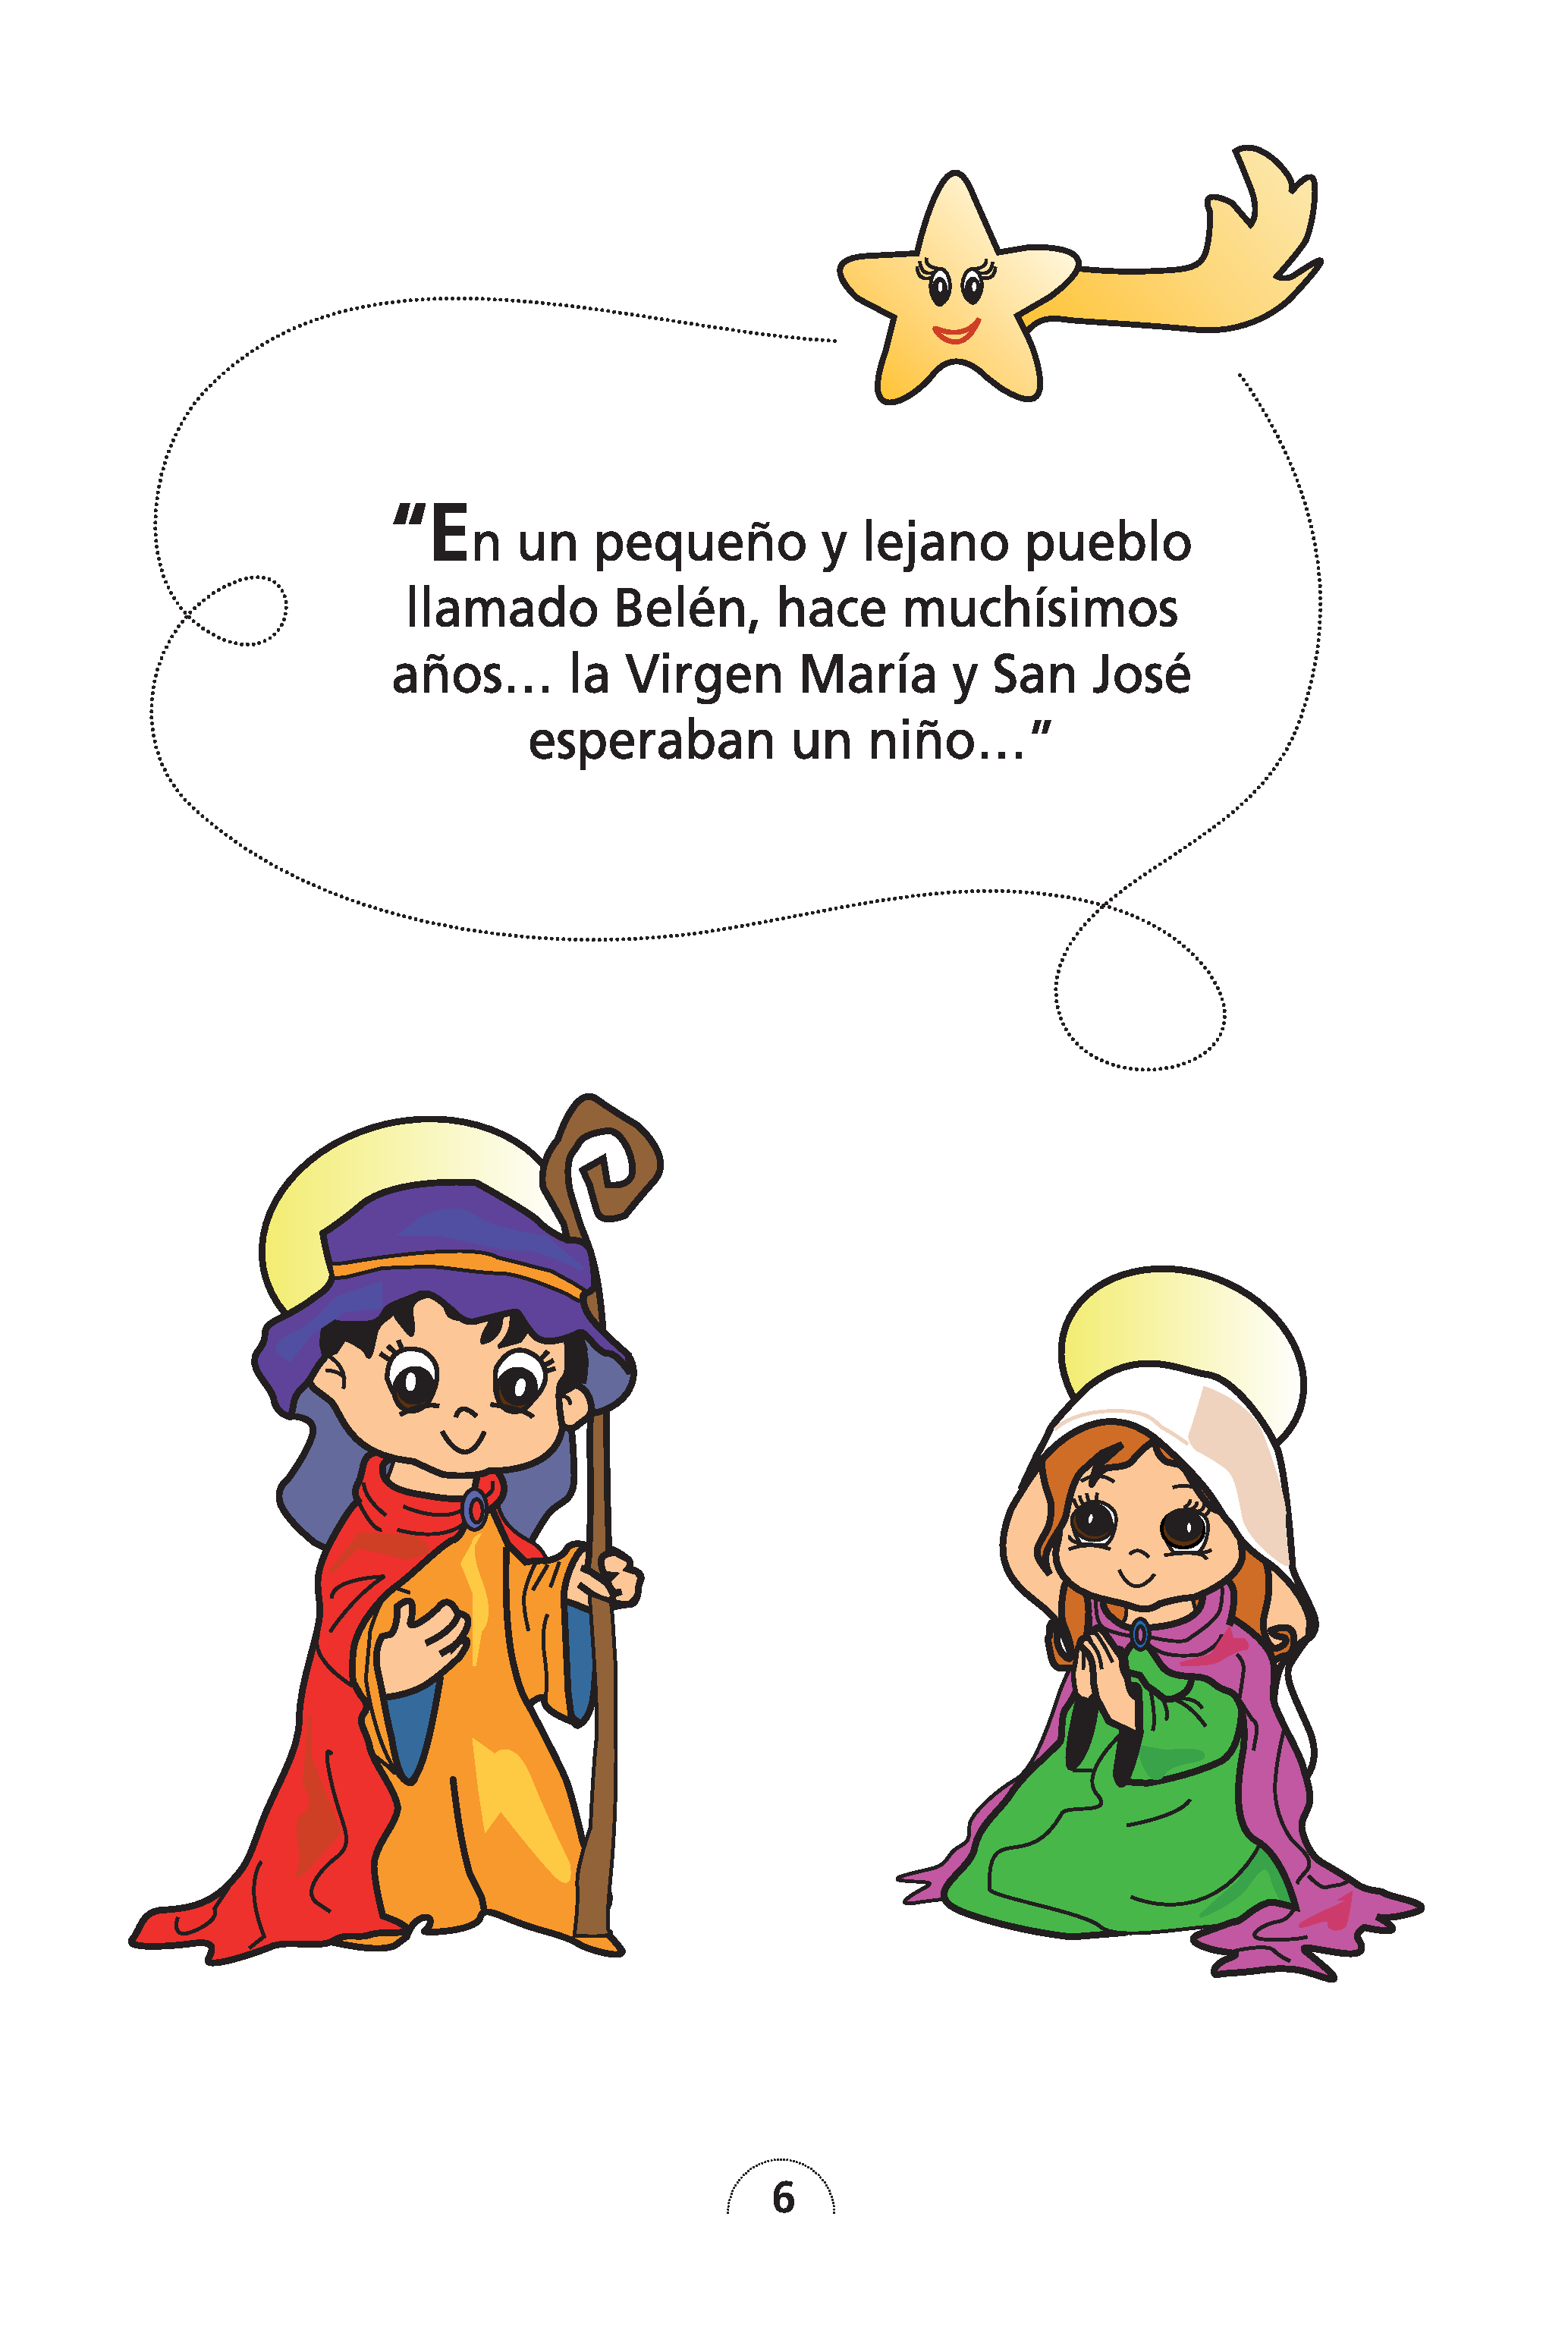 “En un pequeño y lejano pueblo
llamado Belén, hace muchísimos
años... la Virgen María y San José
esperaban un niño...”
6